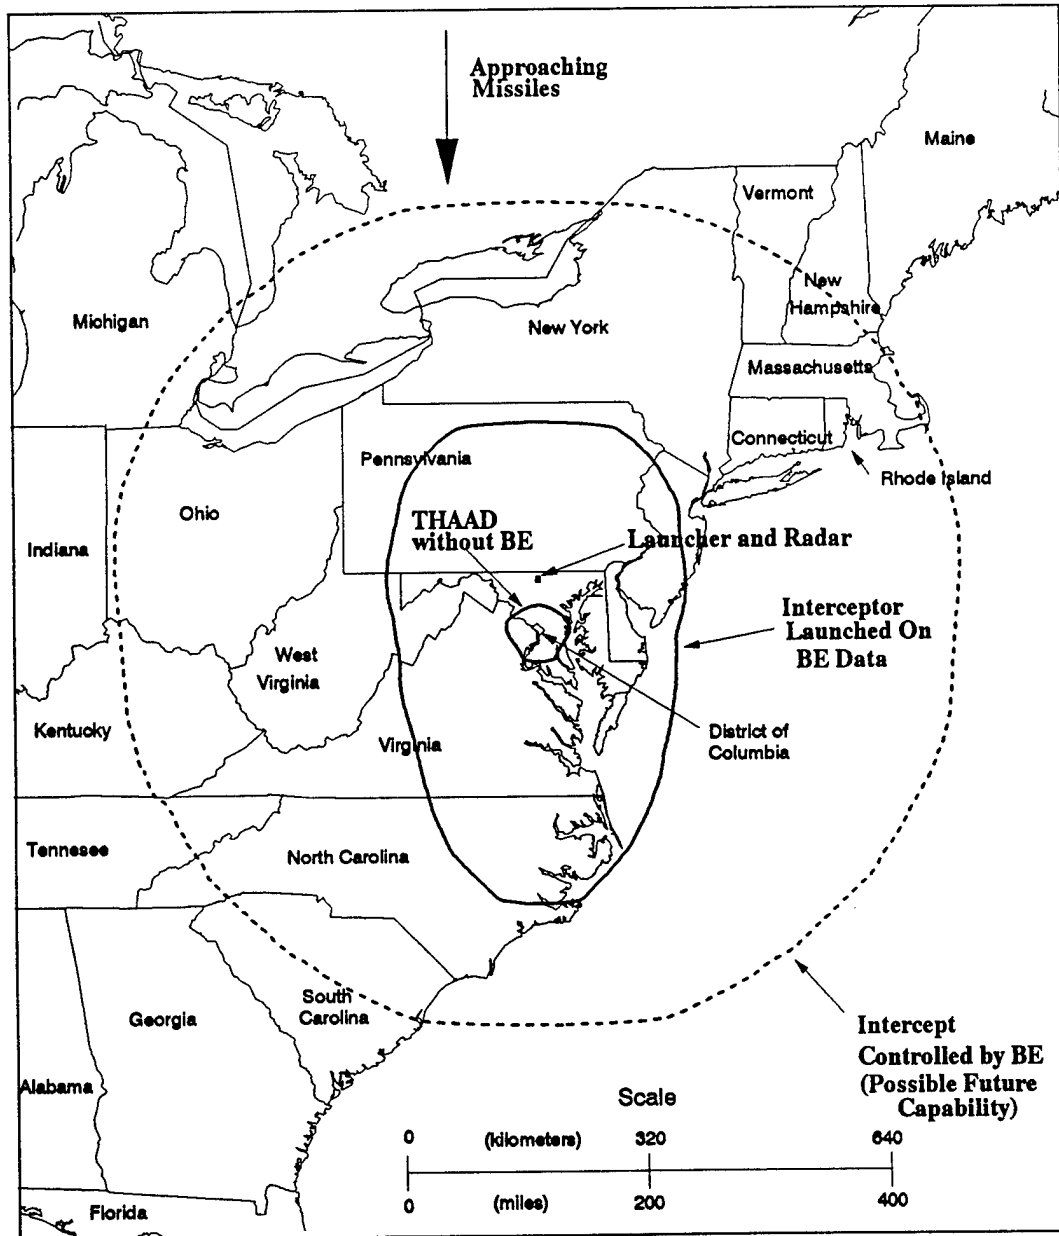 Approaching
Missiles
Maine
Vermont
New
Hampshire
Michigan
New York
Massachusetts
Connecticut
Pennsylvania
Rhode Island
Ohio
THAAD
without BE
Launcher and Radar
Indiana
Interceptor
Launched On
BE Data
West
Virginia
Kentucky
Virginia
District of
Columbia
Tennesee
North Carolina
South
Carolina
Georgia
Intercept
Controlled by BE
(Possible Future
Capability)
Alabama
Scale
0 (kilometers) 320 640
0 (miles) 200 400
Florida